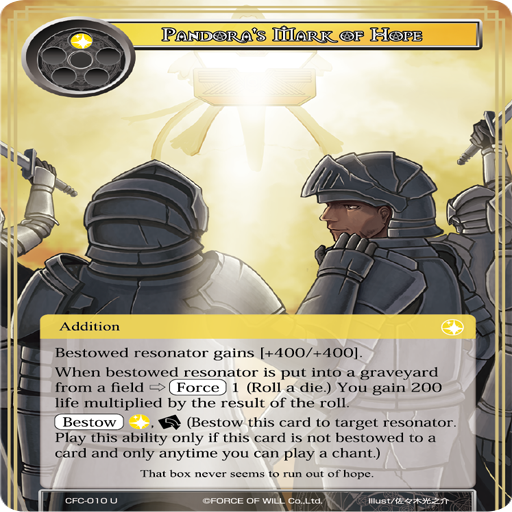 Pandora's Mark of Hope
Addition
Bestowed resonator gains [+400/+400].
When bestowed resonator is put into a graveyard
from a field ⇨ Force 1 (Roll a die.) You gain 200
life multiplied by the result of the roll.
Bestow , (Bestow this card to target resonator.
Play this ability only if this card is not bestowed to a
card and only anytime you can play a chant.)
That box never seems to run out of hope.
CFC-010 U ©FORCE OF WILL Co.,Ltd. Illust/佐々木光之介